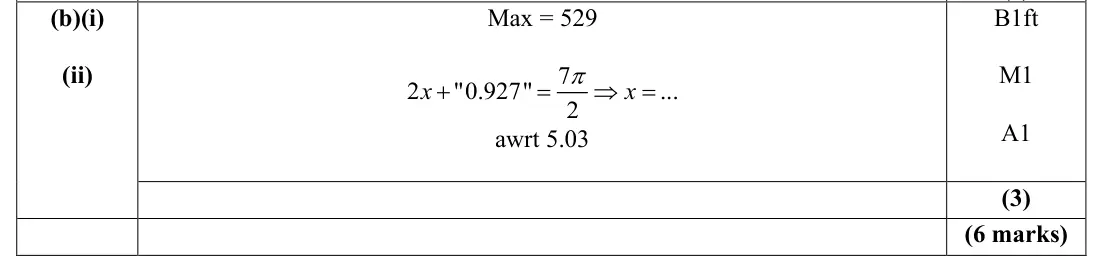 (b)(i) Max = 529 B1ft
(ii) 2x + "0.927" = 7π/2 ⇒ x = ... M1
awrt 5.03 A1
(3)
(6 marks)